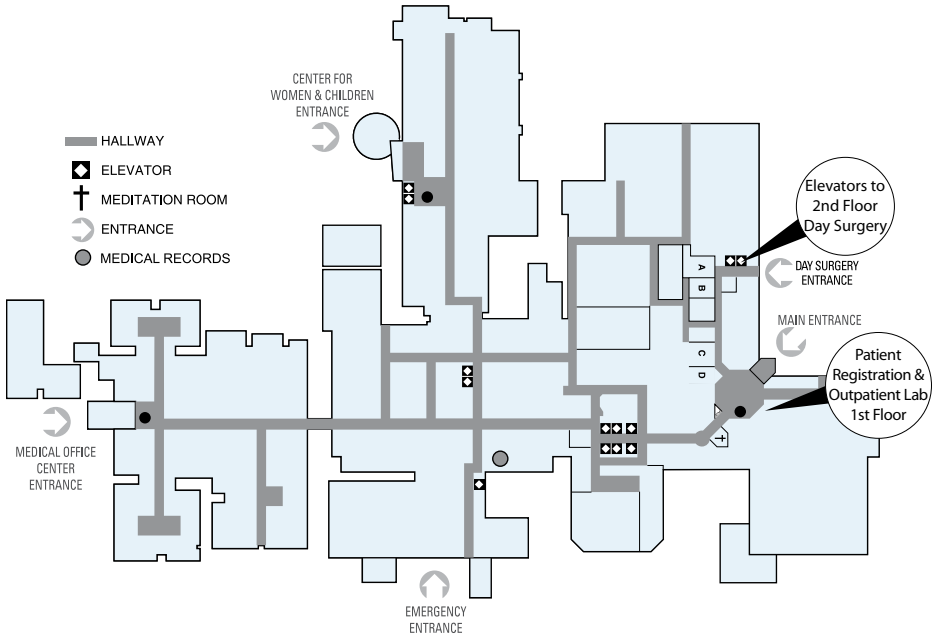 CENTER FOR
WOMEN & CHILDREN
ENTRANCE
HALLWAY
ELEVATOR
MEDITATION ROOM
ENTRANCE
MEDICAL RECORDS
Elevators to
2nd Floor
Day Surgery
A
B
DAY SURGERY
ENTRANCE
MAIN ENTRANCE
C
D
Patient
Registration &
Outpatient Lab
1st Floor
MEDICAL OFFICE
CENTER
ENTRANCE
EMERGENCY
ENTRANCE